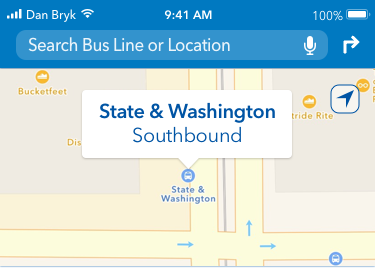 Dan Bryk 9:41 AM 100%
Search Bus Line or Location
Bucketfeet
State & Washington
Southbound
tride Rite
Dis
State &
Washington